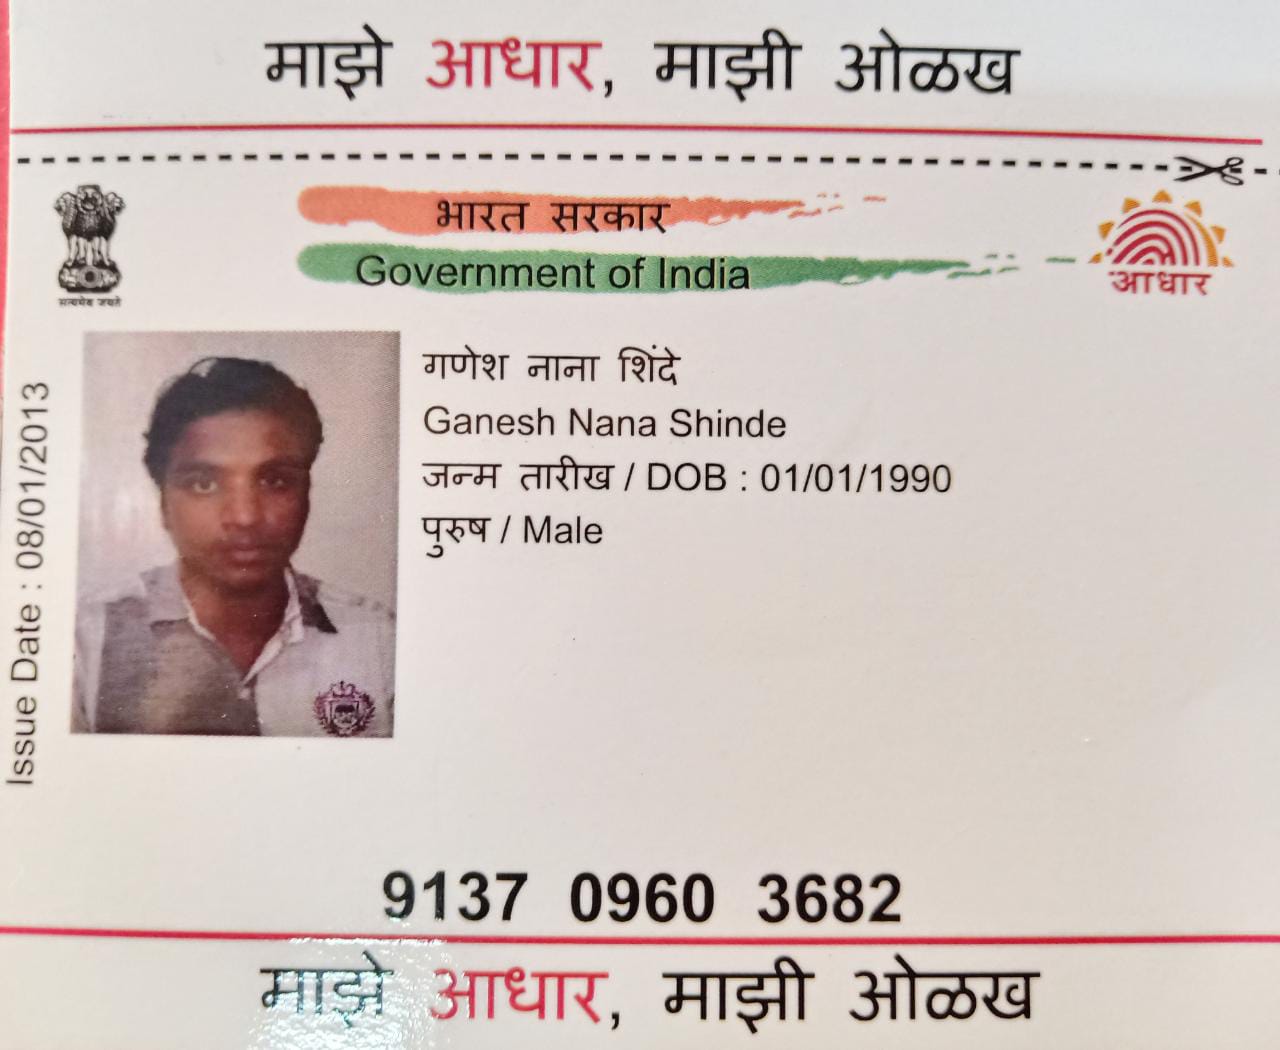 माझे आधार, माझी ओळख
भारत सरकार
Government of India
सत्यमेव जयते
आधार
Issue Date : 08/01/2013
गणेश नाना शिंदे
Ganesh Nana Shinde
जन्म तारीख / DOB : 01/01/1990
पुरुष / Male
9137 0960 3682
माझे आधार, माझी ओळख